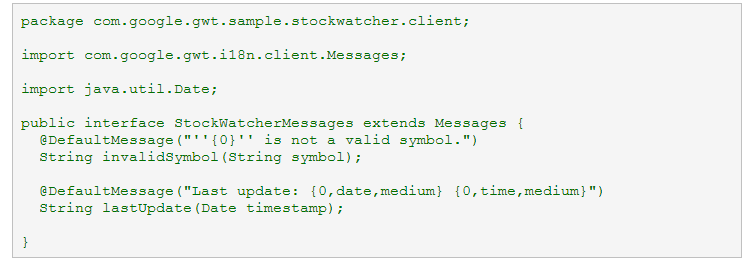 package com.google.gwt.sample.stockwatcher.client;
import com.google.gwt.i18n.client.Messages;
import java.util.Date;
public interface StockWatcherMessages extends Messages {
@DefaultMessage("''{0}'' is not a valid symbol.")
String invalidSymbol(String symbol);
@DefaultMessage("Last update: {0,date,medium} {0,time,medium}")
String lastUpdate(Date timestamp);
}